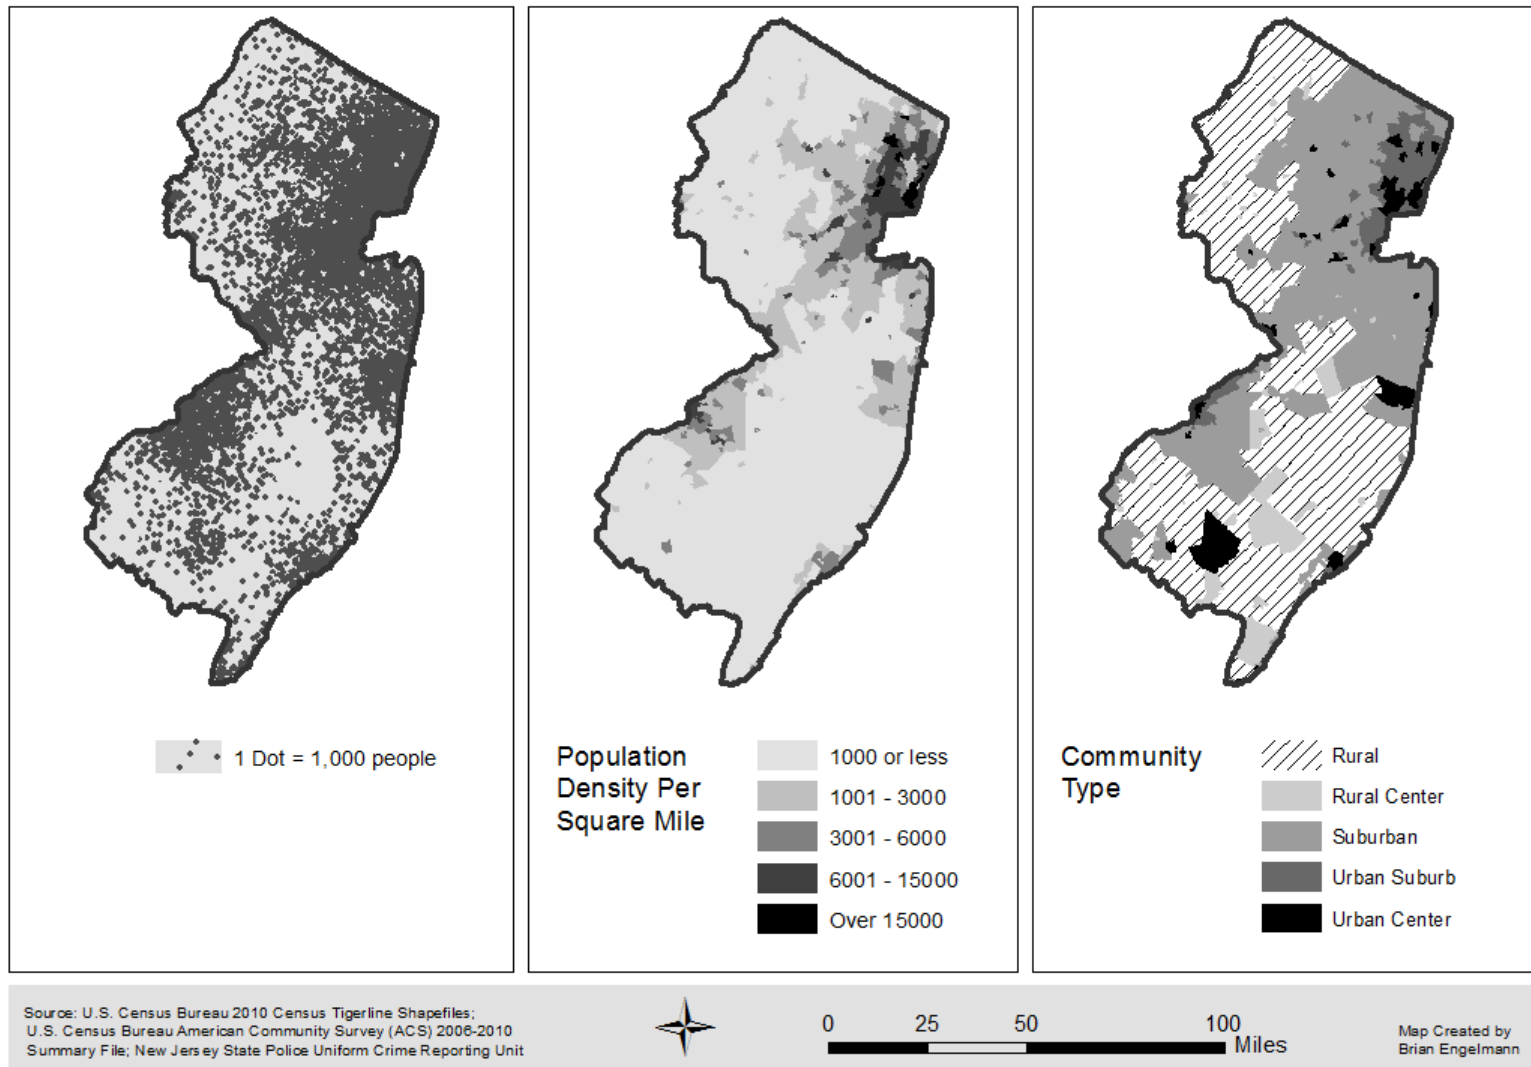 1 Dot = 1,000 people
Population
Density Per
Square Mile
1000 or less
1001 - 3000
3001 - 6000
6001 - 15000
Over 15000
Community
Type
Rural
Rural Center
Suburban
Urban Suburb
Urban Center
Source: U.S. Census Bureau 2010 Census Tigerline Shapefiles;
U.S. Census Bureau American Community Survey (ACS) 2006-2010
Summary File; New Jersey State Police Uniform Crime Reporting Unit
0 25 50 100
Miles
Map Created by
Brian Engelmann